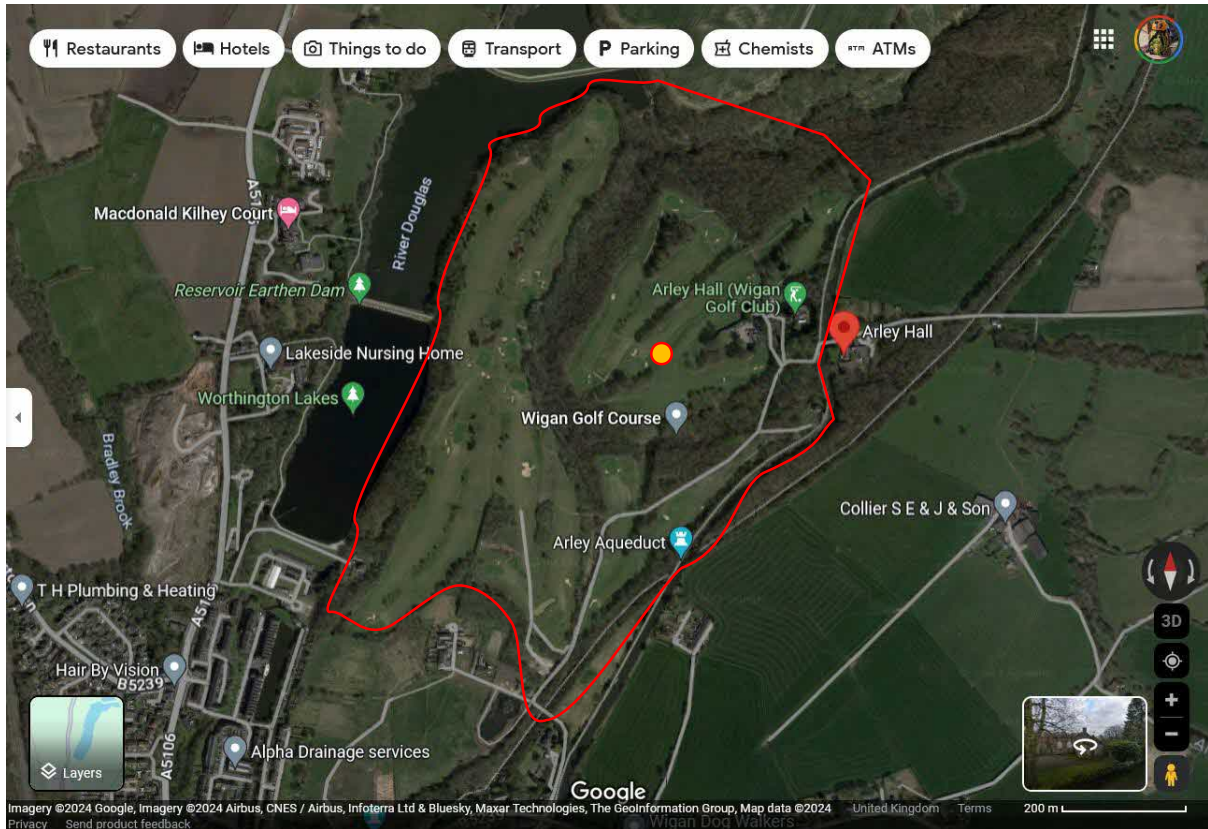 Restaurants
Hotels
Things to do
Transport
P Parking
Chemists
ATM ATMs
A5106
Macdonald Kilhey Court
River Douglas
Reservoir Earthen Dam
Arley Hall (Wigan
Golf Club)
Arley Hall
Lakeside Nursing Home
Worthington Lakes
Wigan Golf Course
Bradley Brook
Collier S E & J & Son
Arley Aqueduct
T H Plumbing & Heating
A5106
3D
Hair By Vision
B5239
Alpha Drainage services
A5106
Layers
Google
Imagery ©2024 Google, Imagery ©2024 Airbus, CNES / Airbus, Infoterra Ltd & Bluesky, Maxar Technologies, The GeoInformation Group, Map data ©2024
United Kingdom
Terms
200 m
Privacy
Send product feedback
B5239
Wigan Dog Walkers